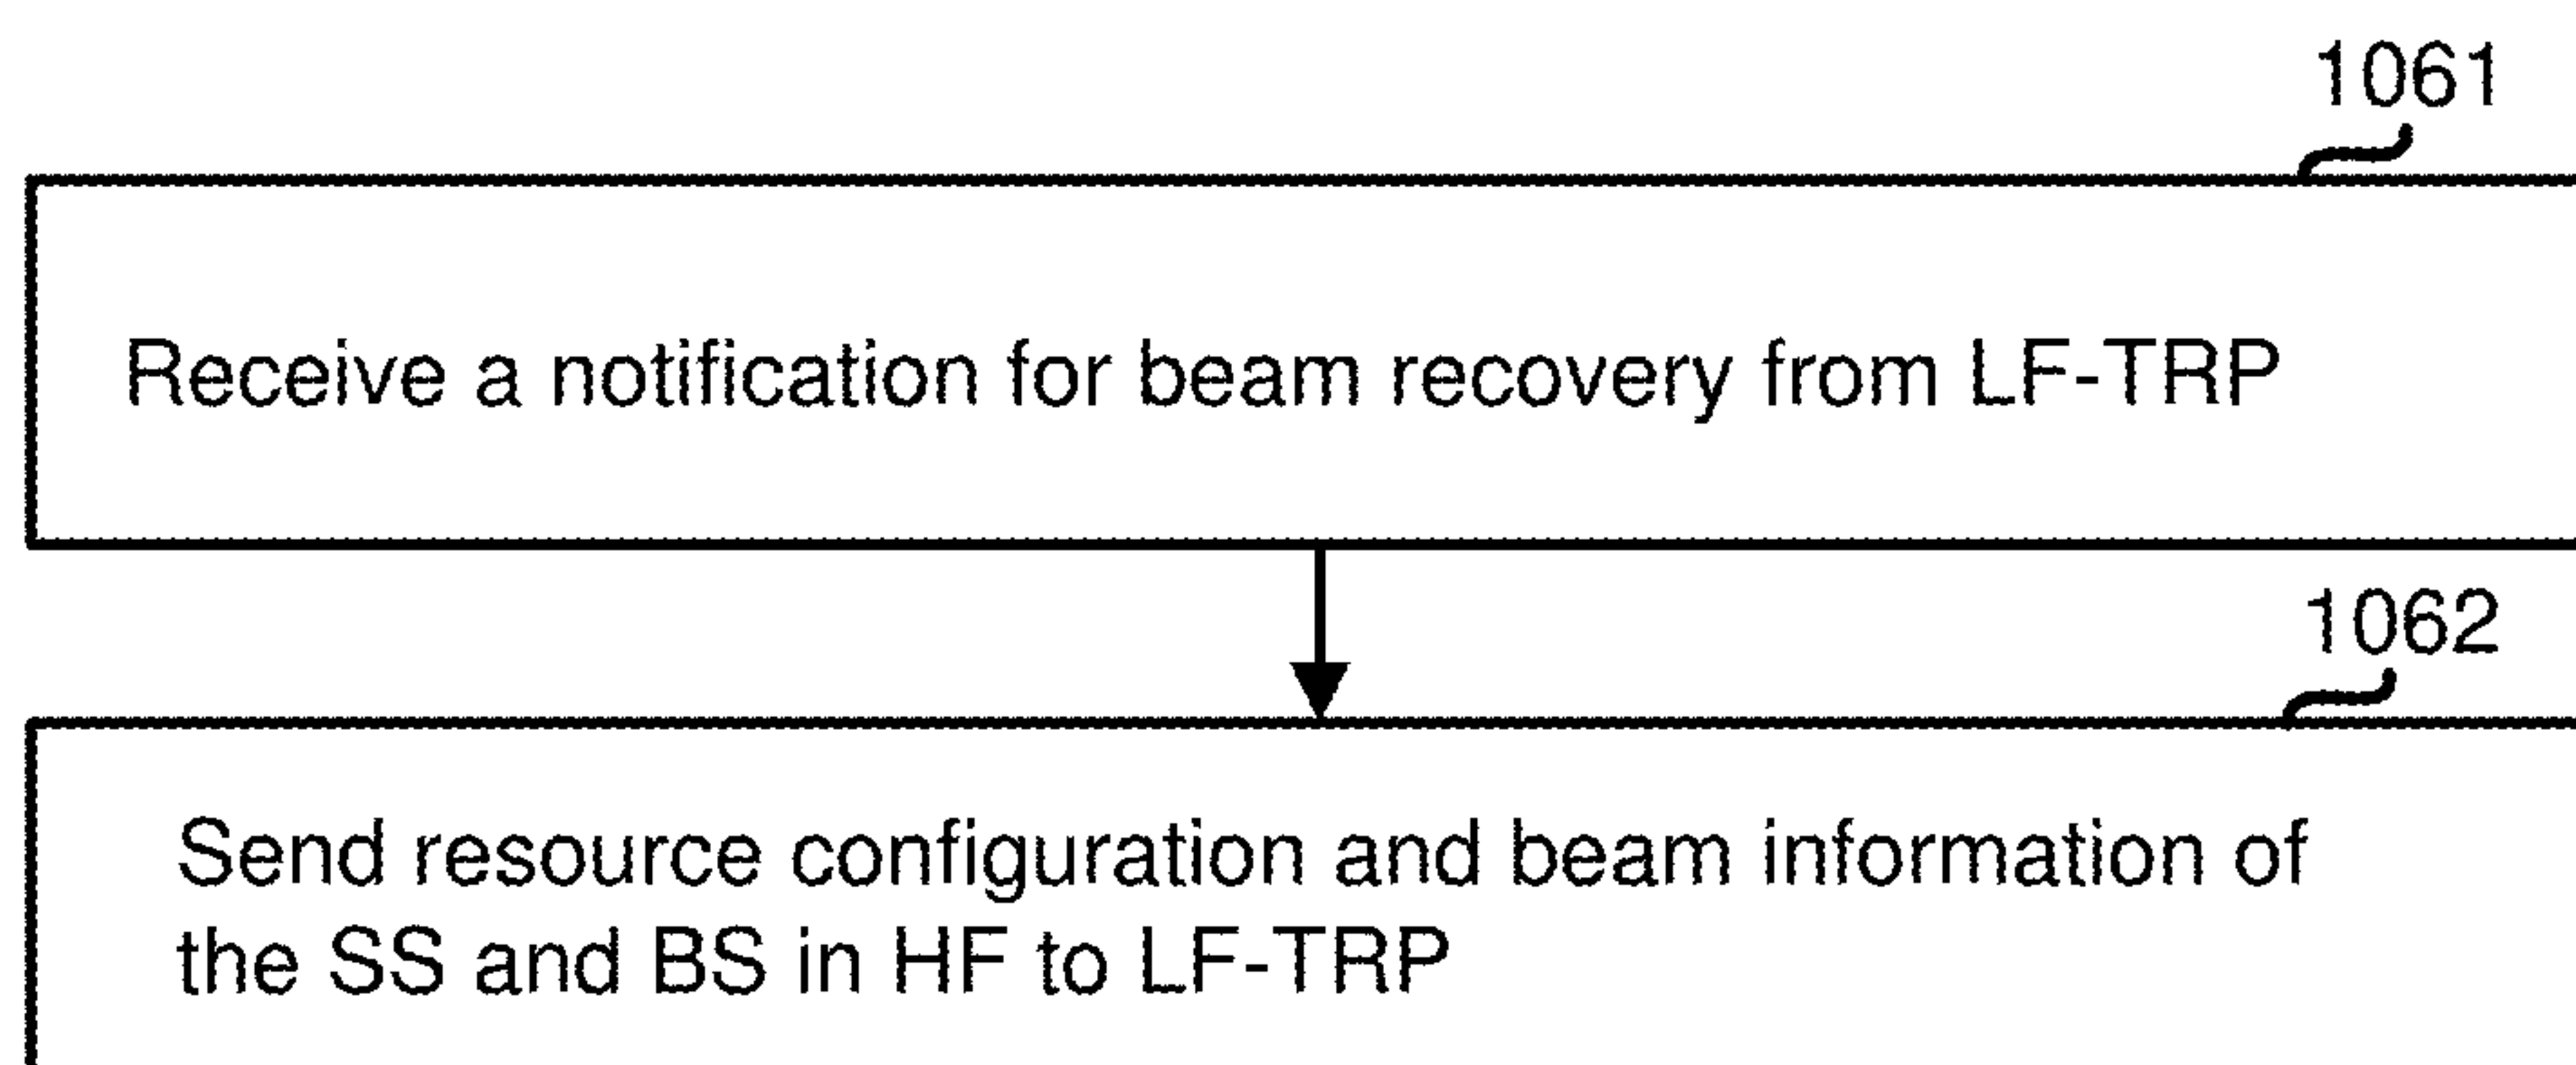 1061
Receive a notification for beam recovery from LF-TRP
1062
Send resource configuration and beam information of
the SS and BS in HF to LF-TRP